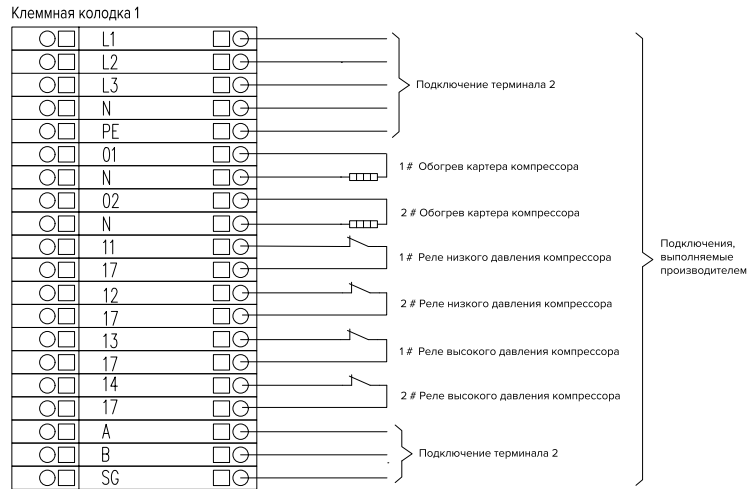 Клеммная колодка 1
L1
L2
L3
N
PE
Подключение терминала 2
01
N
1 # Обогрев картера компрессора
02
N
2 # Обогрев картера компрессора
11
17
1 # Реле низкого давления компрессора
12
17
2 # Реле низкого давления компрессора
13
17
1 # Реле высокого давления компрессора
14
17
2 # Реле высокого давления компрессора
A
B
SG
Подключение терминала 2
Подключения,
выполняемые
производителем